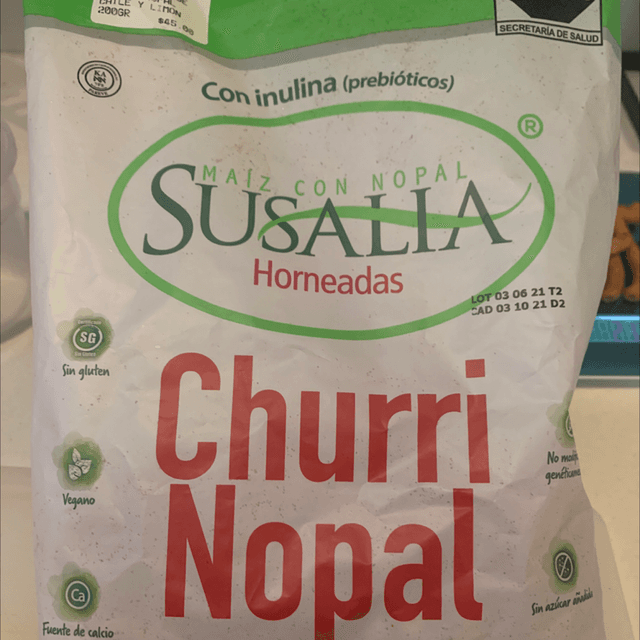 CHILE Y LIMON
200GR
$45.00
SECRETARÍA DE SALUD
Con inulina (prebióticos)
®
MAÍZ CON NOPAL
SUSALIA
Horneadas
LOT 03 06 21 T2
CAD 03 10 21 D2
SG
Sin gluten
Churri
Nopal
Vegano
No
Ca
Fuente de calcio
Sin azúcar añadida